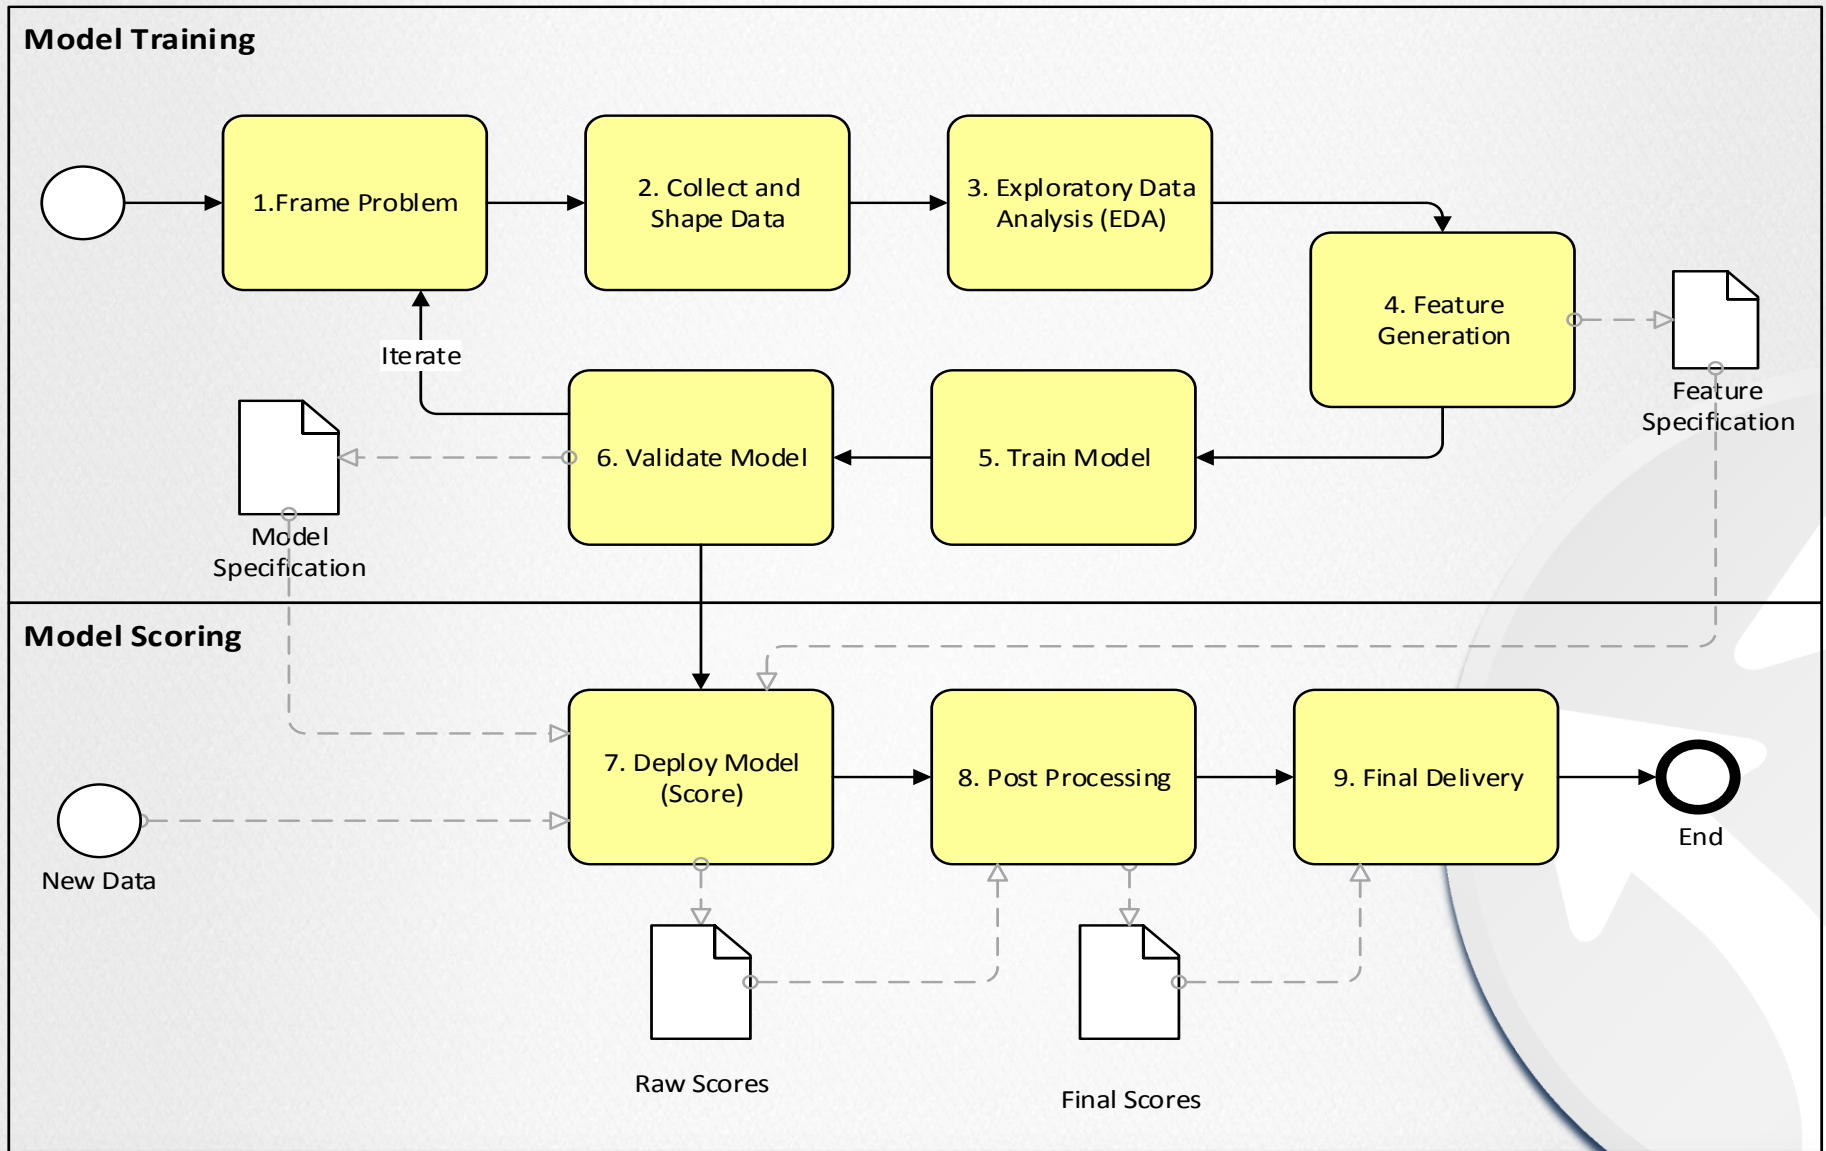 Model Training
1.Frame Problem
2. Collect and
Shape Data
3. Exploratory Data
Analysis (EDA)
4. Feature
Generation
Feature
Specification
Iterate
6. Validate Model
5. Train Model
Model
Specification
Model Scoring
7. Deploy Model
(Score)
8. Post Processing
9. Final Delivery
End
New Data
Raw Scores
Final Scores